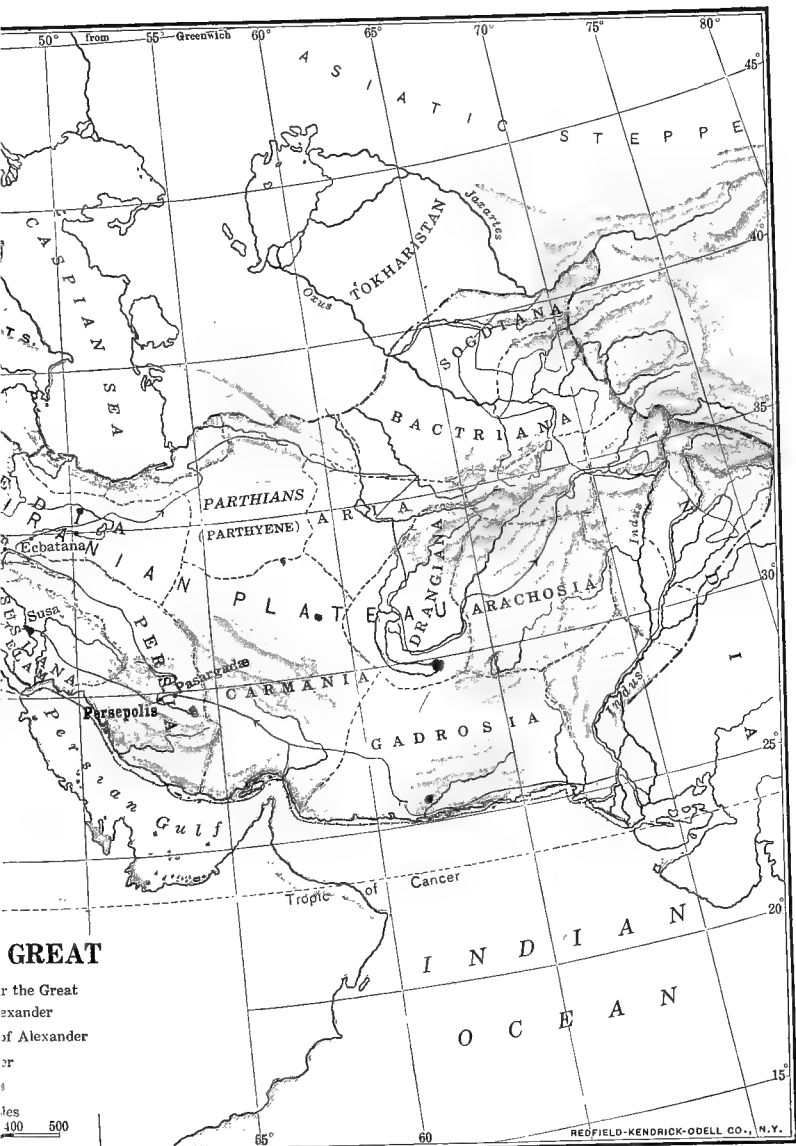 50° from 55° Greenwich 60° 65° 70° 75° 80°
45°
ASIATIC STEPPE
Jaxartes
40°
CASPIAN SEA
TOKHARISTAN
Oxus
SOGDIANA
TS.
BACTRIANA
35°
PARTHIANS
(PARTHYENE)
ARIA
Ecbatana
IRANIAN PLATEAU
DRANGIANA
Indus
INDIA
ARACHOSIA
30°
Susa
SUSIANA
PERSIA
Pasargadæ
CARMANIA
Persepolis
GADROSIA
Indus
25°
Persian Gulf
Tropic of Cancer
20°
INDIAN
OCEAN
GREAT
r the Great
exander
of Alexander
er
s
les
400 500
15°
65° 60
REDFIELD-KENDRICK-ODELL CO., N.Y.